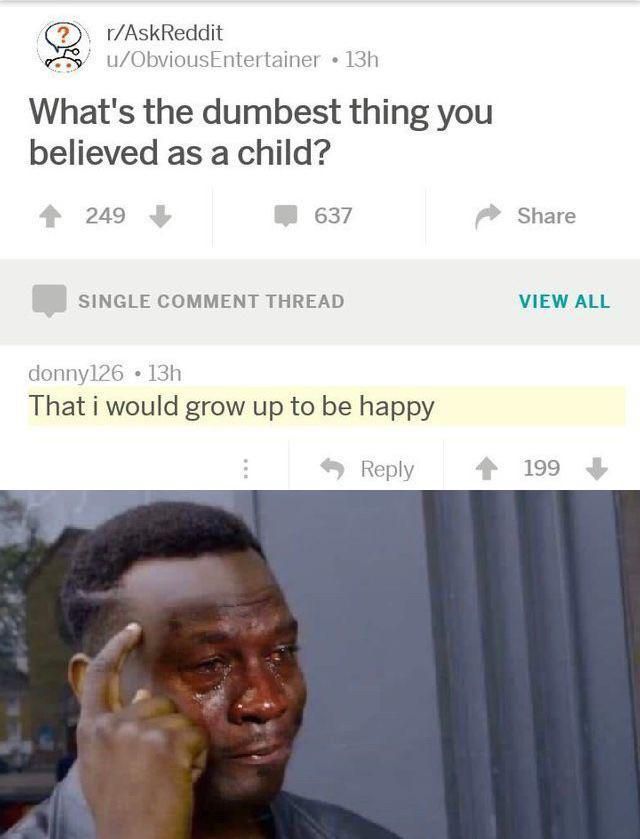 r/AskReddit
u/ObviousEntertainer • 13h
What's the dumbest thing you
believed as a child?
249 637 Share
SINGLE COMMENT THREAD VIEW ALL
donny126 • 13h
That i would grow up to be happy
Reply 199